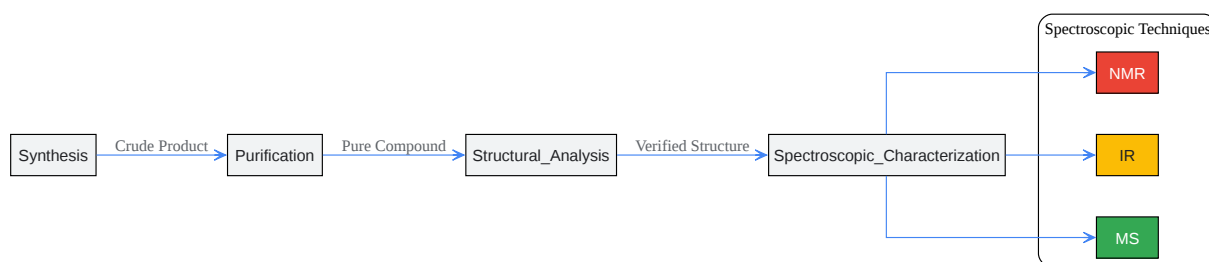 Spectroscopic Techniques
NMR
Crude Product
Pure Compound
Verified Structure
Synthesis
Purification
Structural_Analysis
Spectroscopic_Characterization
IR
MS